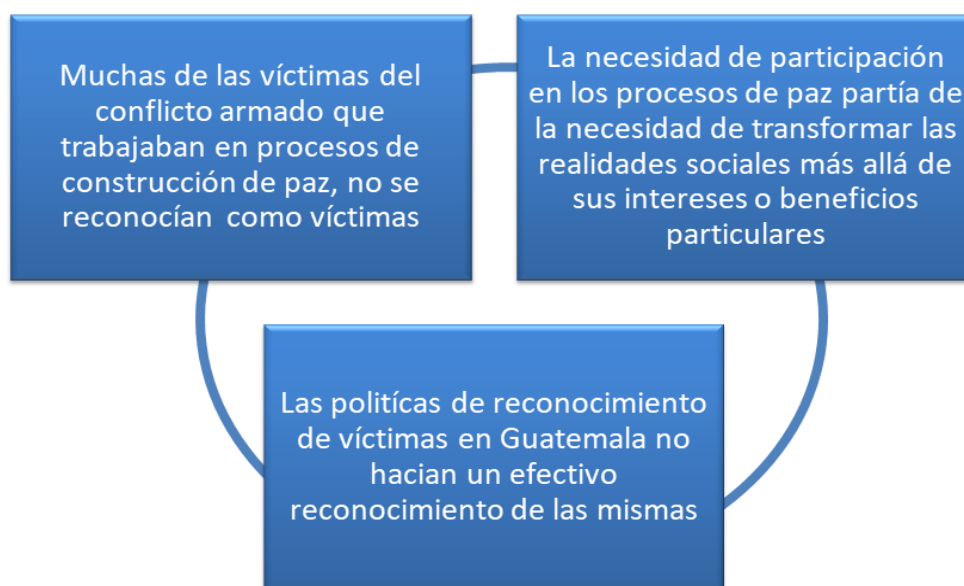 Muchas de las víctimas del
conflicto armado que
trabajaban en procesos de
construcción de paz, no se
reconocían como víctimas
La necesidad de participación
en los procesos de paz partía de
la necesidad de transformar las
realidades sociales más allá de
sus intereses o beneficios
particulares
Las politícas de reconocimiento
de víctimas en Guatemala no
hacian un efectivo
reconocimiento de las mismas